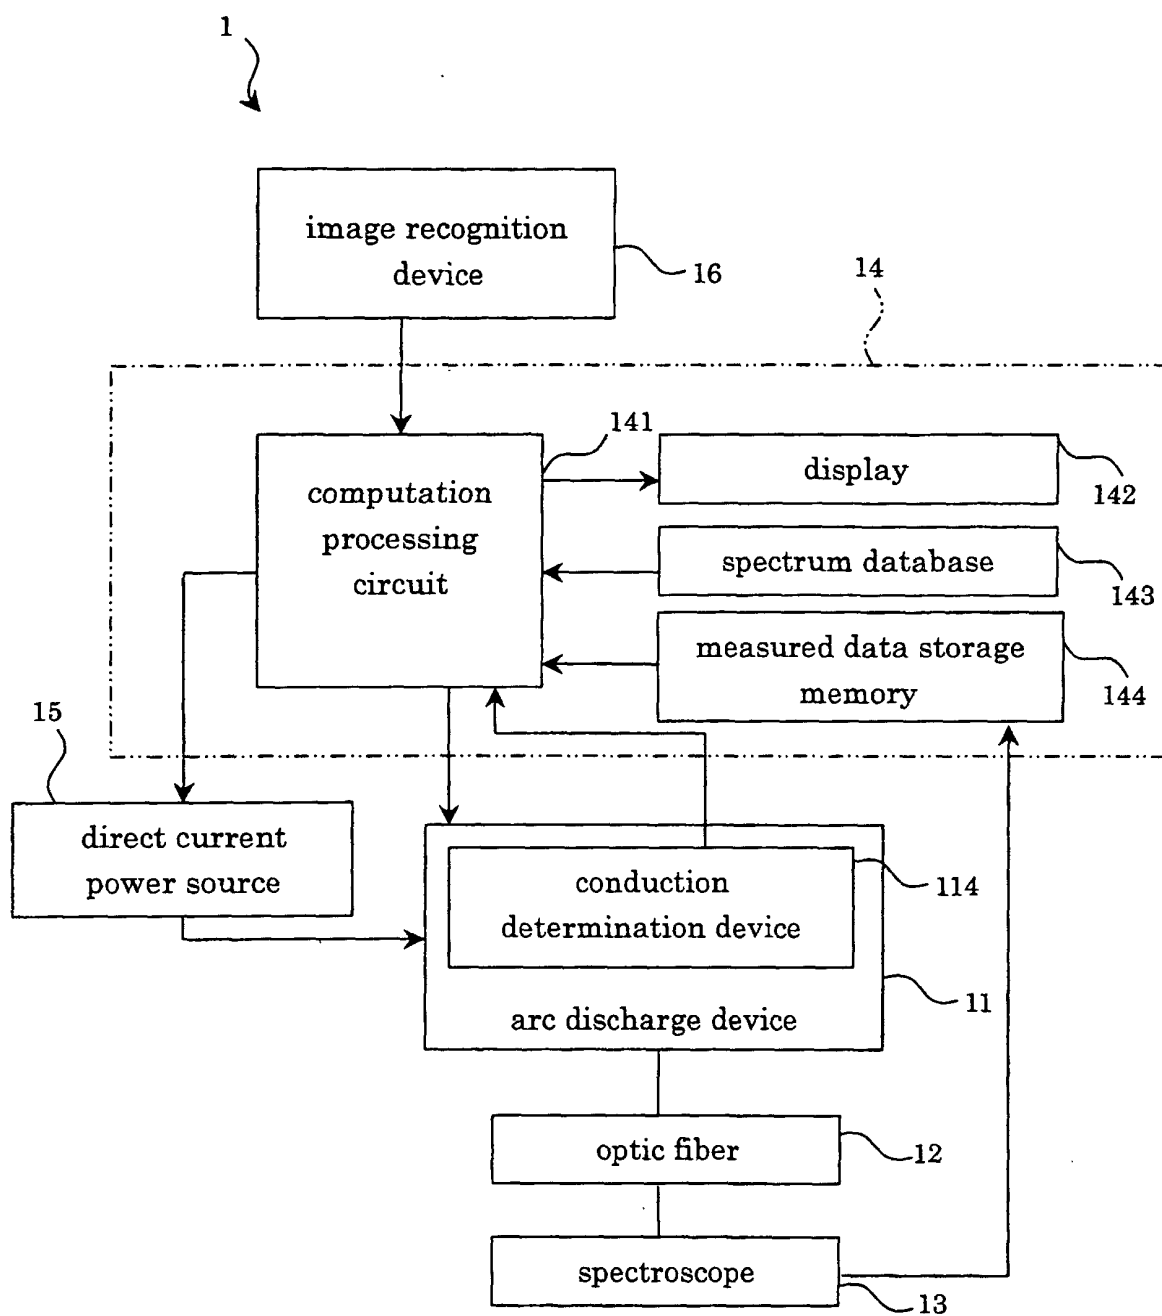 1
image recognition
device
16
14
141
computation
processing
circuit
display
142
spectrum database
143
measured data storage
memory
144
15
direct current
power source
conduction
determination device
114
arc discharge device
11
optic fiber
12
spectroscope
13